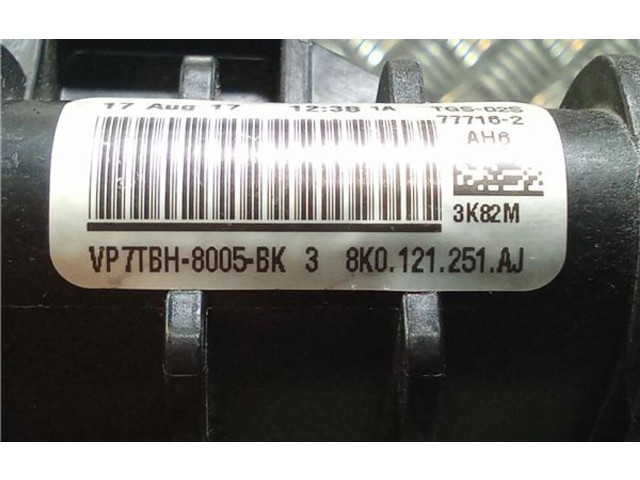 17 Aug 17 12:38 1A TGS-02S
77716-2
AH6
3K82M
VP7TBH-8005-BK 3 8K0.121.251.AJ